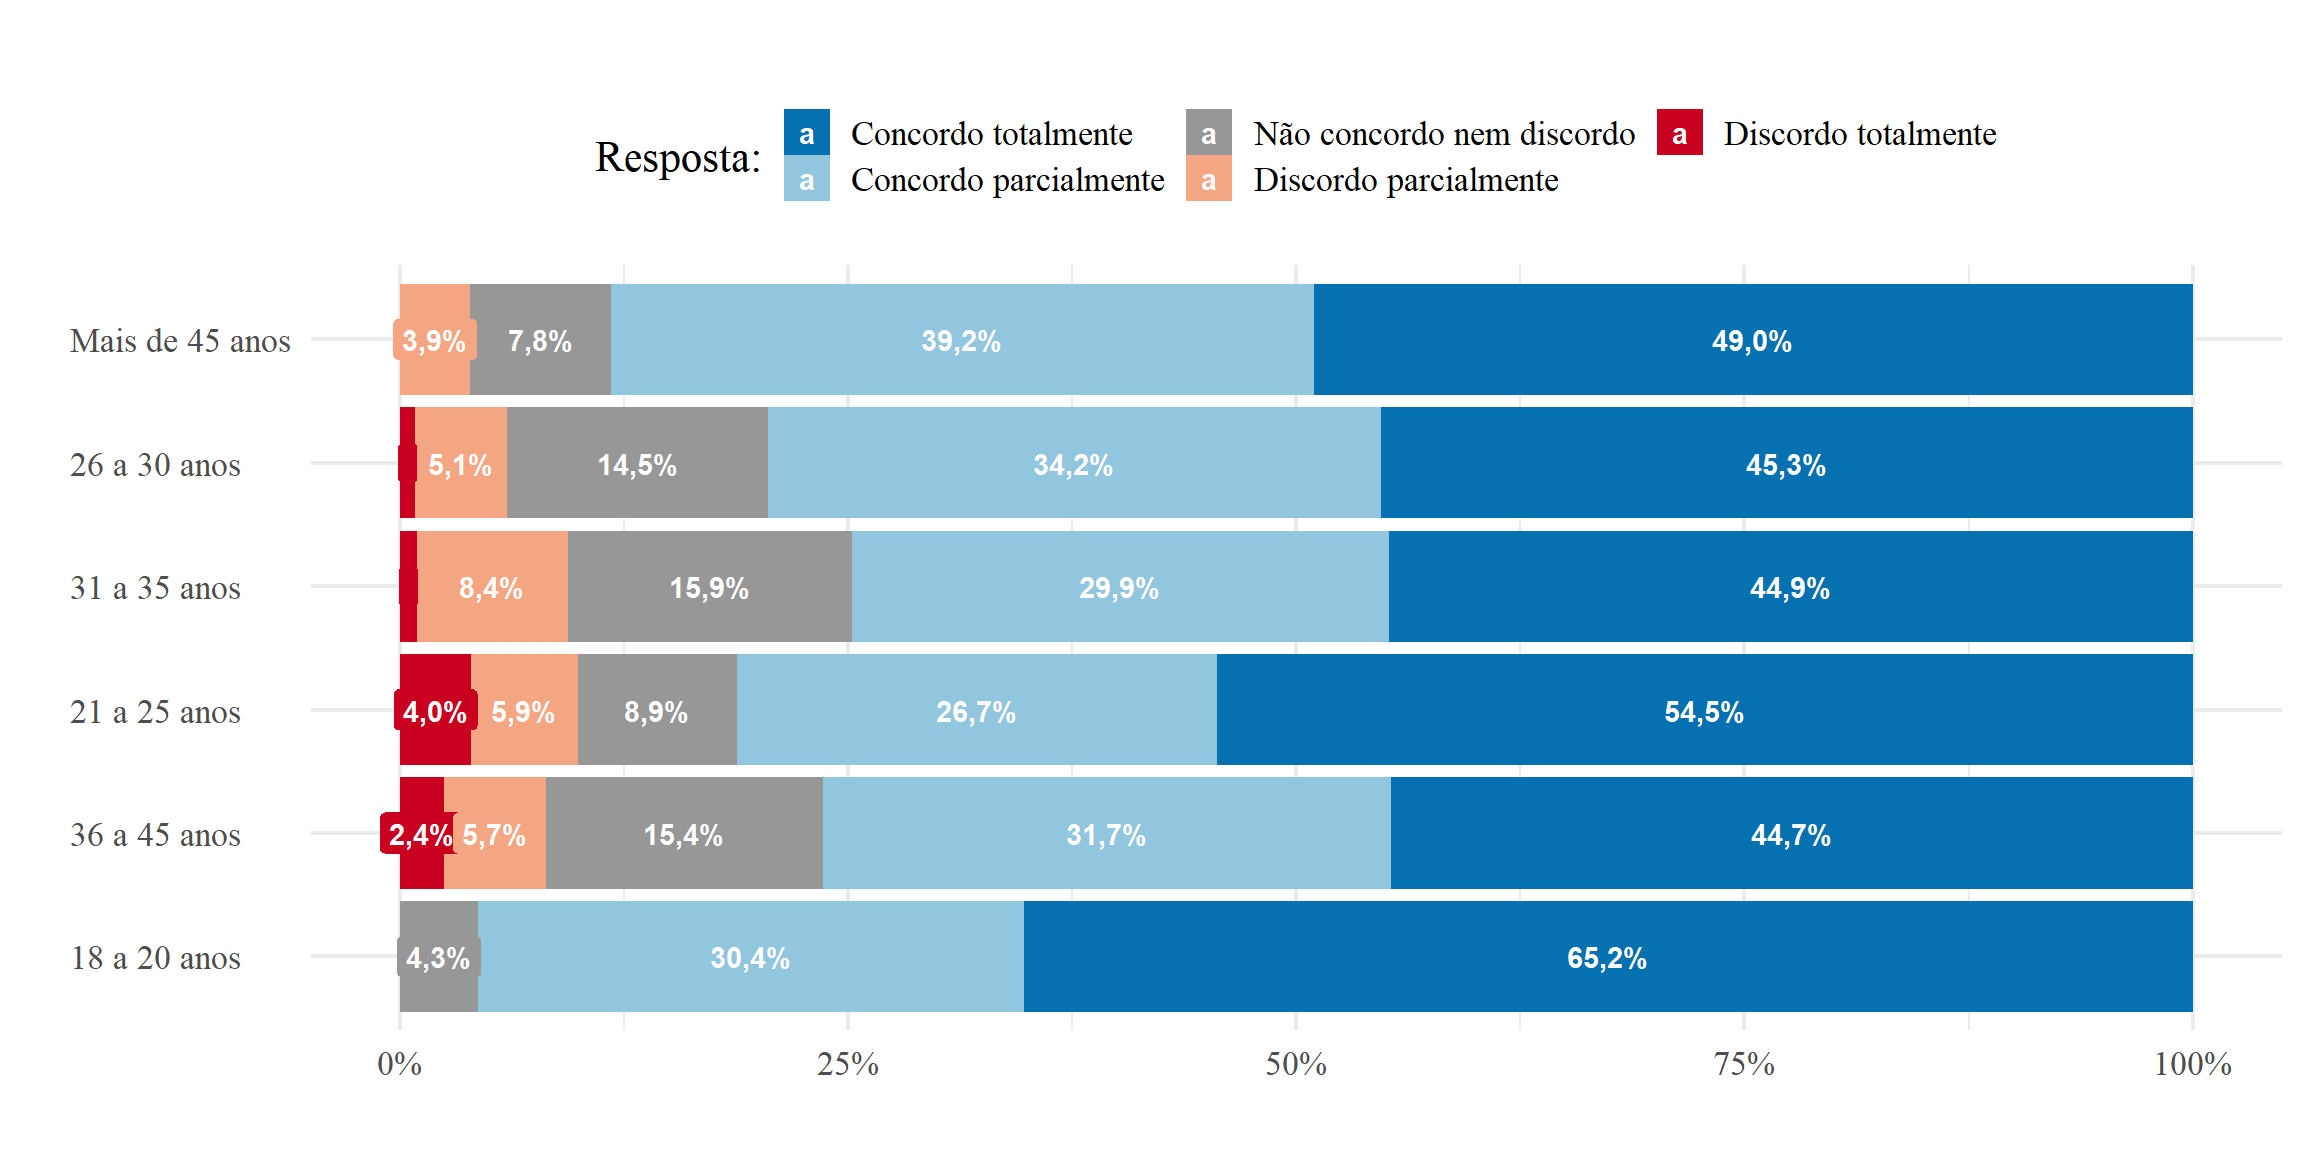 Resposta:
a Concordo totalmente
a Concordo parcialmente
a Não concordo nem discordo
a Discordo parcialmente
a Discordo totalmente
Mais de 45 anos 3,9% 7,8% 39,2% 49,0%
26 a 30 anos 5,1% 14,5% 34,2% 45,3%
31 a 35 anos 8,4% 15,9% 29,9% 44,9%
21 a 25 anos 4,0% 5,9% 8,9% 26,7% 54,5%
36 a 45 anos 2,4% 5,7% 15,4% 31,7% 44,7%
18 a 20 anos 4,3% 30,4% 65,2%
0% 25% 50% 75% 100%